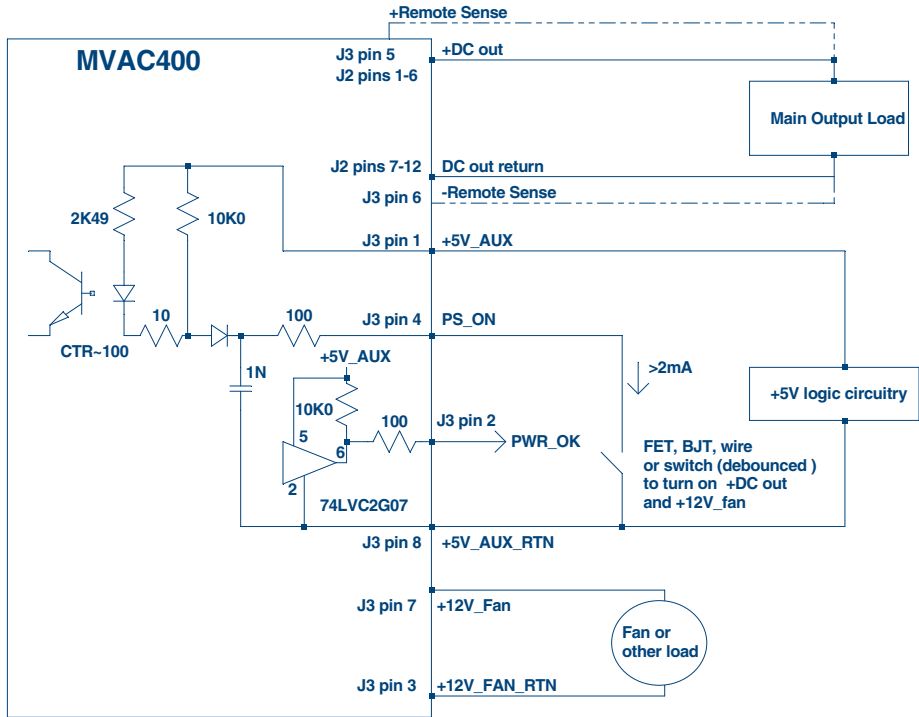 +Remote Sense
MVAC400
J3 pin 5
+DC out
J2 pins 1-6
Main Output Load
J2 pins 7-12
DC out return
J3 pin 6
-Remote Sense
2K49
10K0
J3 pin 1
+5V_AUX
10
100
J3 pin 4
PS_ON
CTR~100
+5V_AUX
1N
>2mA
+5V logic circuitry
10K0
100
J3 pin 2
5
6
PWR_OK
2
FET, BJT, wire
or switch (debounced )
to turn on +DC out
and +12V_fan
74LVC2G07
J3 pin 8
+5V_AUX_RTN
J3 pin 7
+12V_Fan
Fan or
other load
J3 pin 3
+12V_FAN_RTN